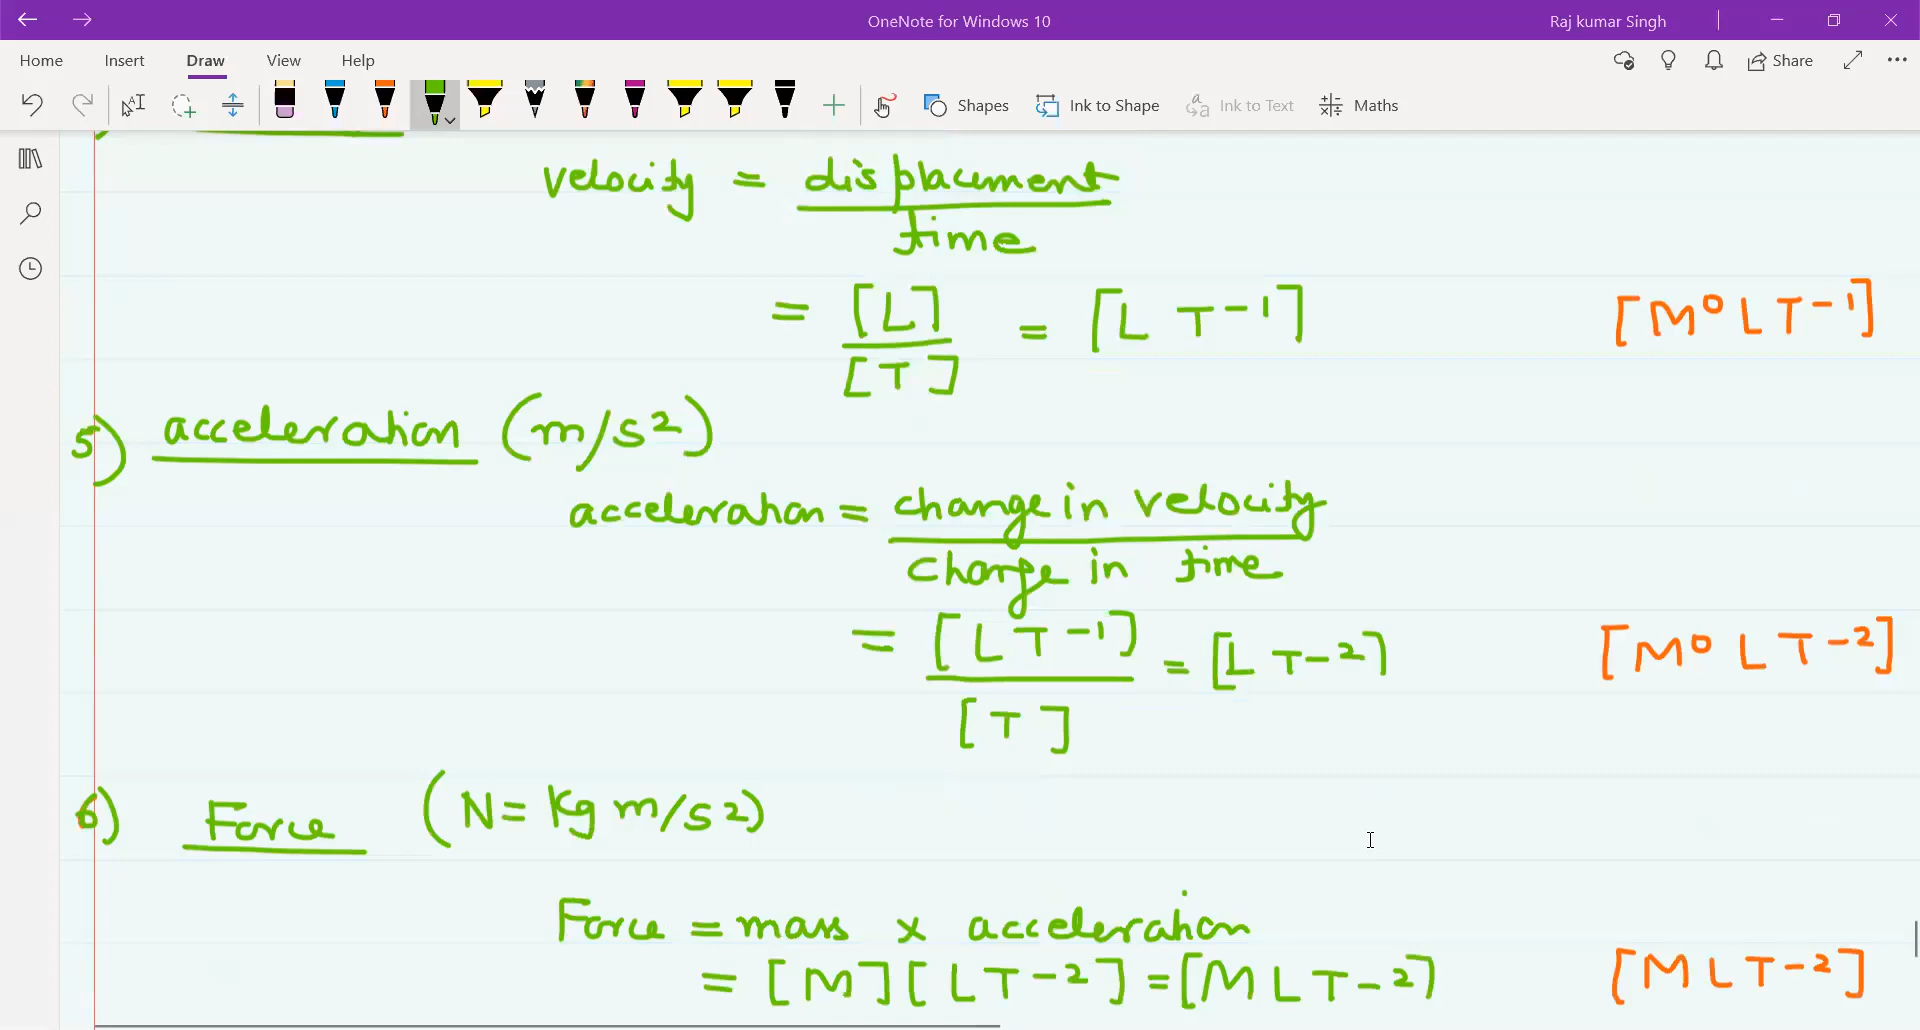 OneNote for Windows 10
Raj kumar Singh
Home Insert Draw View Help Share
Shapes Ink to Shape Ink to Text Maths
velocity = displacement
time
= [L] = [L T-1] [M⁰ L T-1]
[T]
5) acceleration (m/s2)
acceleration = change in velocity
change in time
= [L T-1] = [L T-2] [M⁰ L T-2]
[T]
6) Force (N = kg m/s2)
Force = mass x acceleration
= [M] [L T-2] = [M L T-2] [M L T-2]